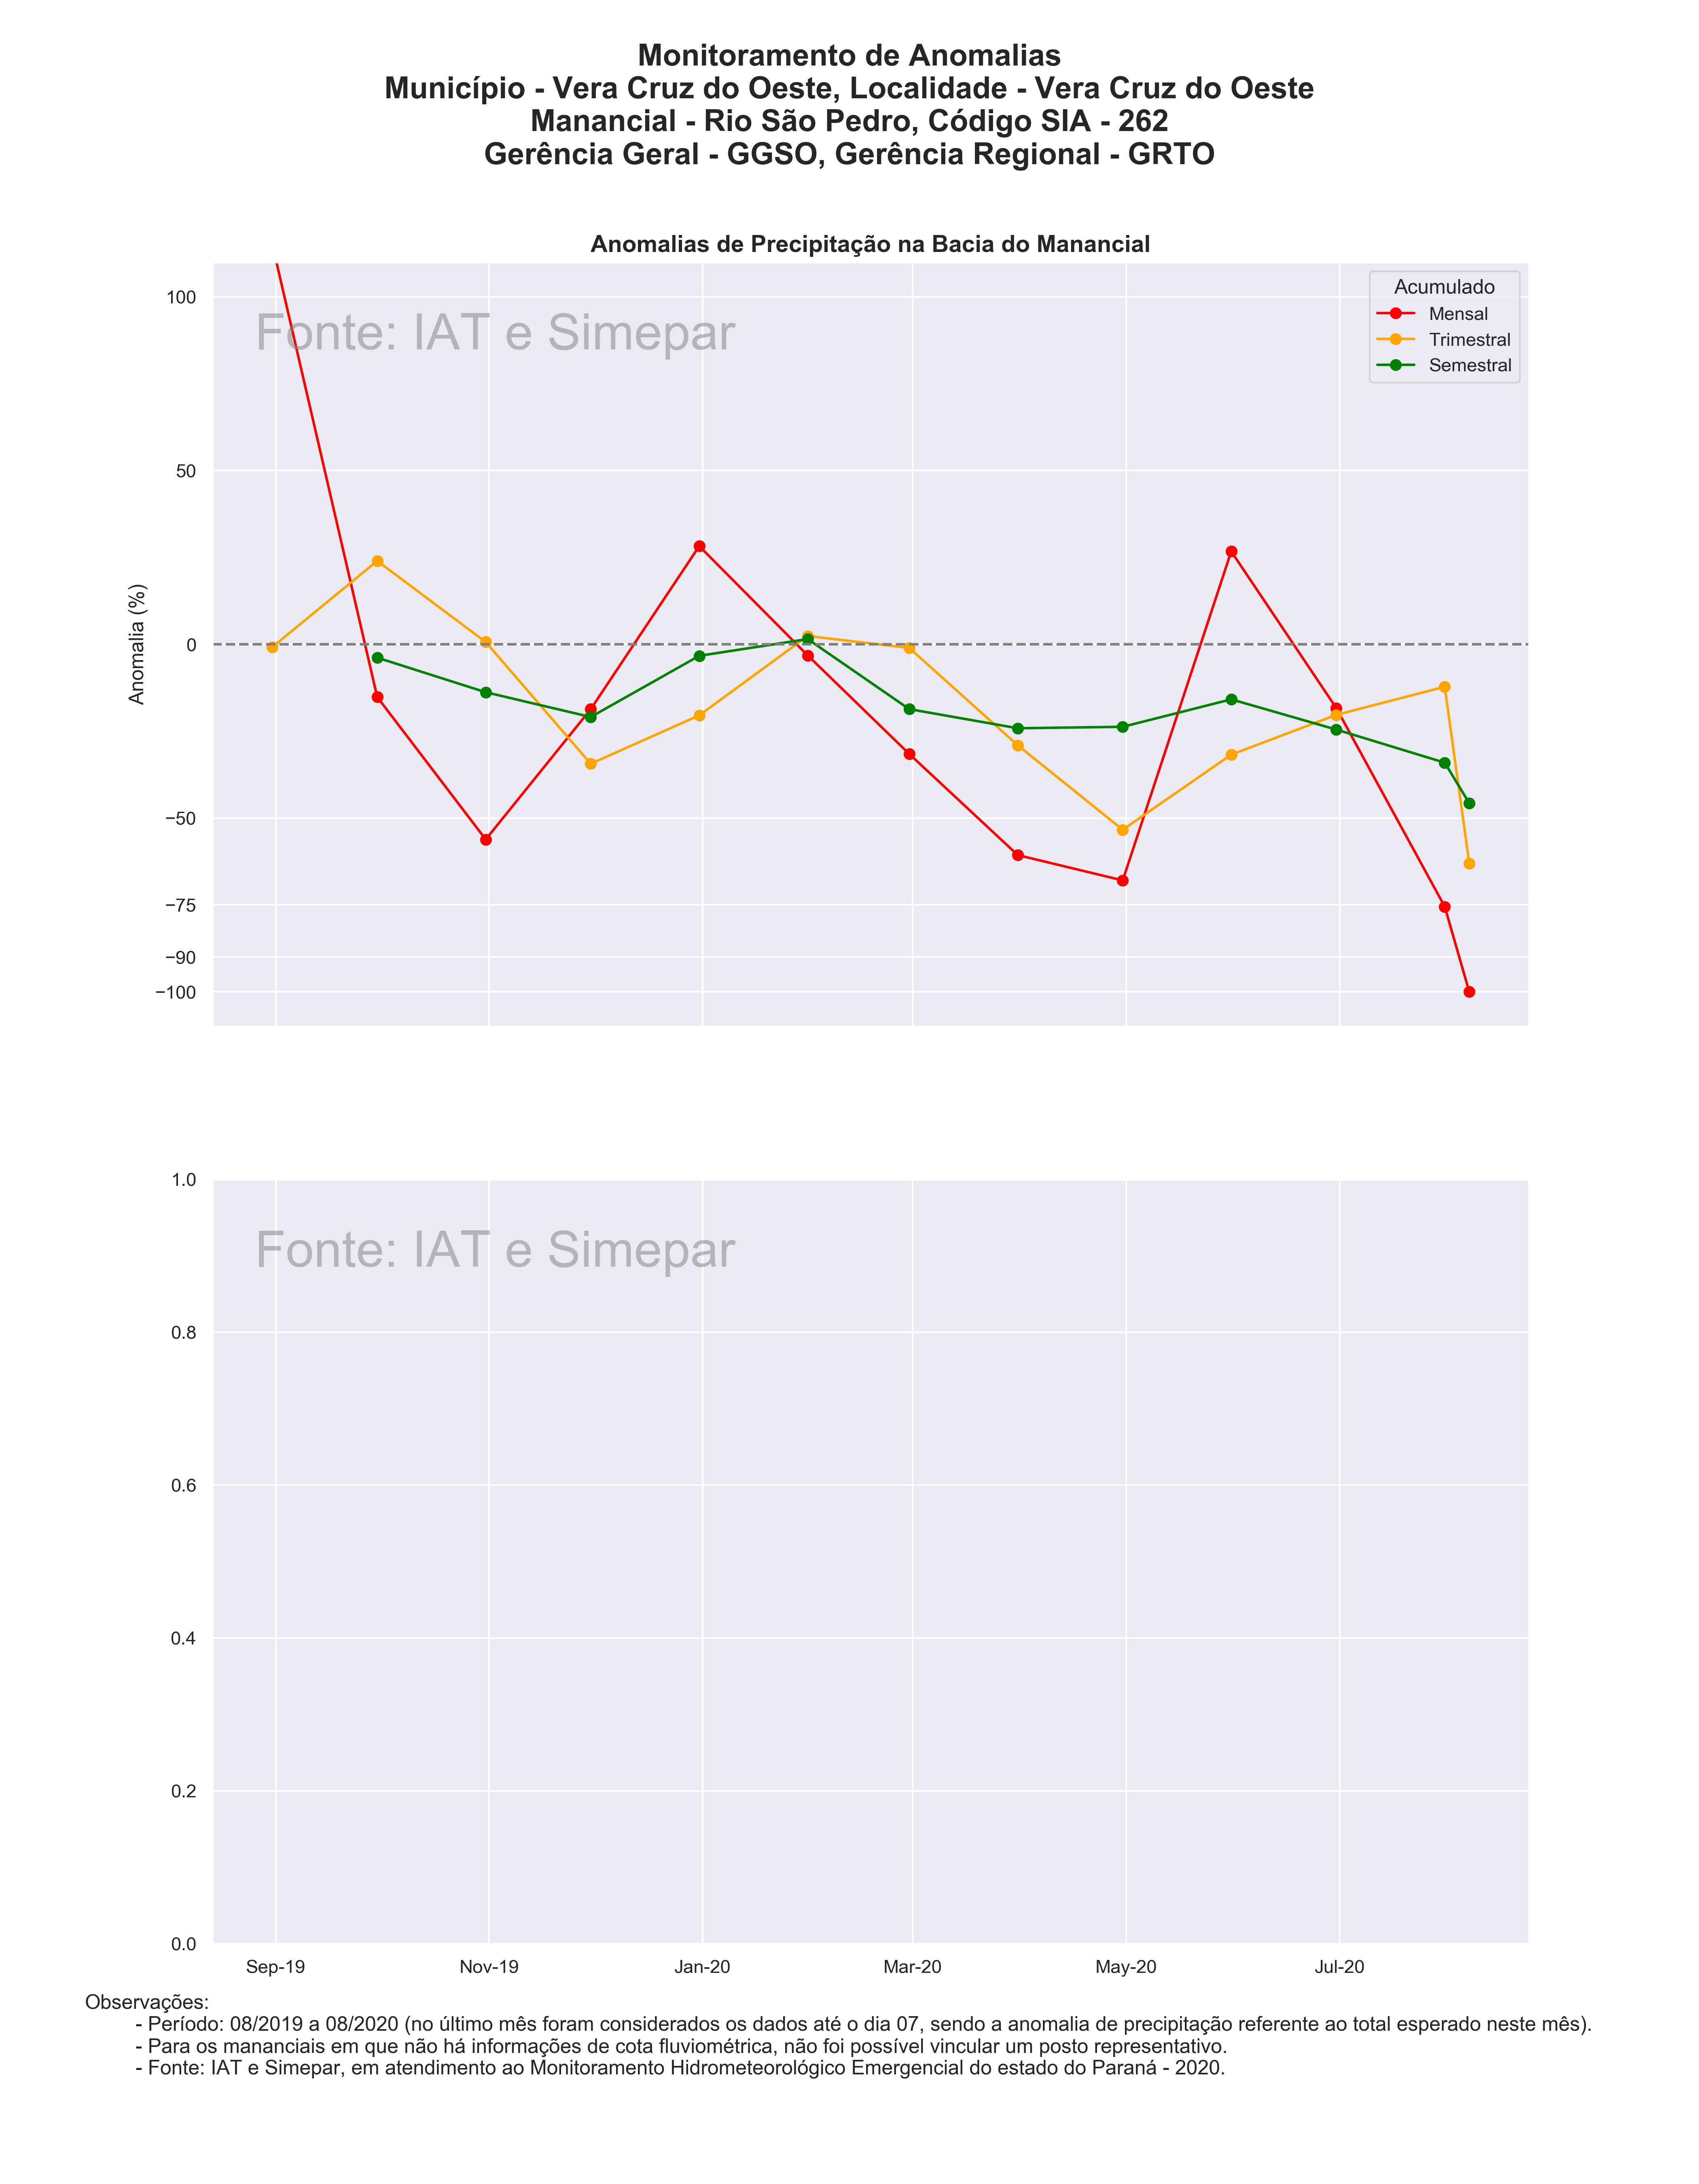 Monitoramento de Anomalias
Município - Vera Cruz do Oeste, Localidade - Vera Cruz do Oeste
Manancial - Rio São Pedro, Código SIA - 262
Gerência Geral - GGSO, Gerência Regional - GRTO
Anomalias de Precipitação na Bacia do Manancial
Fonte: IAT e Simepar
Acumulado
Mensal
Trimestral
Semestral
Anomalia (%)
100
50
0
−50
−75
−90
−100
Fonte: IAT e Simepar
1.0
0.8
0.6
0.4
0.2
0.0
Sep-19 Nov-19 Jan-20 Mar-20 May-20 Jul-20
Observações:
- Período: 08/2019 a 08/2020 (no último mês foram considerados os dados até o dia 07, sendo a anomalia de precipitação referente ao total esperado neste mês).
- Para os mananciais em que não há informações de cota fluviométrica, não foi possível vincular um posto representativo.
- Fonte: IAT e Simepar, em atendimento ao Monitoramento Hidrometeorológico Emergencial do estado do Paraná - 2020.